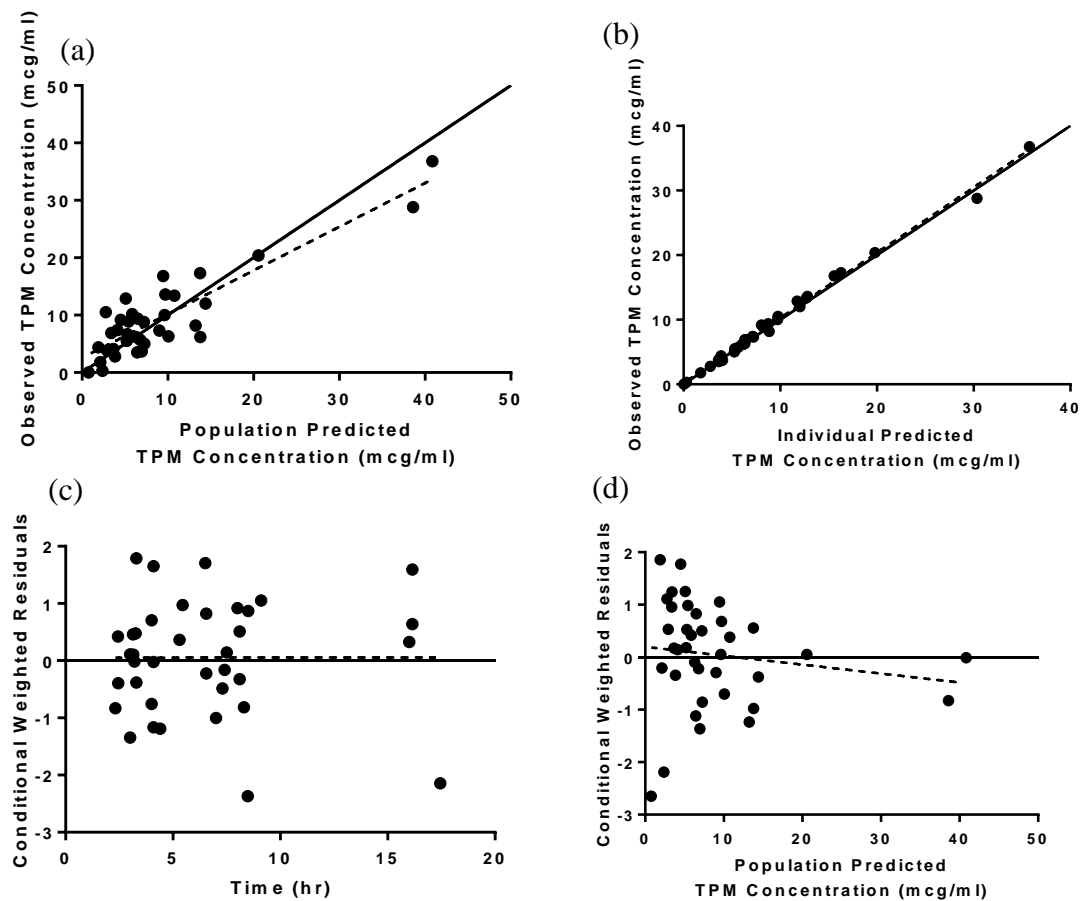 (a)
Observed TPM Concentration (mcg/ml)
50
40
30
20
10
0
0 10 20 30 40 50
Population Predicted
TPM Concentration (mcg/ml)
(b)
Observed TPM Concentration (mcg/ml)
40
30
20
10
0
0 10 20 30 40
Individual Predicted
TPM Concentration (mcg/ml)
(c)
Conditional Weighted Residuals
2
1
0
-1
-2
-3
0 5 10 15 20
Time (hr)
(d)
Conditional Weighted Residuals
2
1
0
-1
-2
-3
0 10 20 30 40 50
Population Predicted
TPM Concentration (mcg/ml)